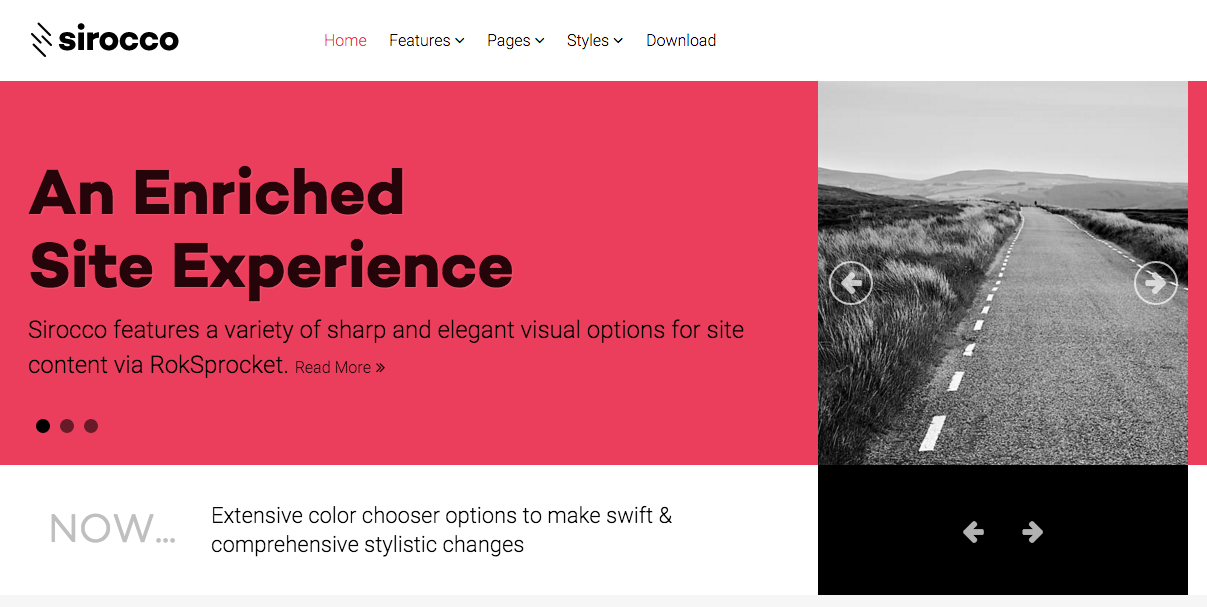 sirocco
Home Features Pages Styles Download
An Enriched
Site Experience
Sirocco features a variety of sharp and elegant visual options for site
content via RokSprocket. Read More »
NOW...
Extensive color chooser options to make swift &
comprehensive stylistic changes